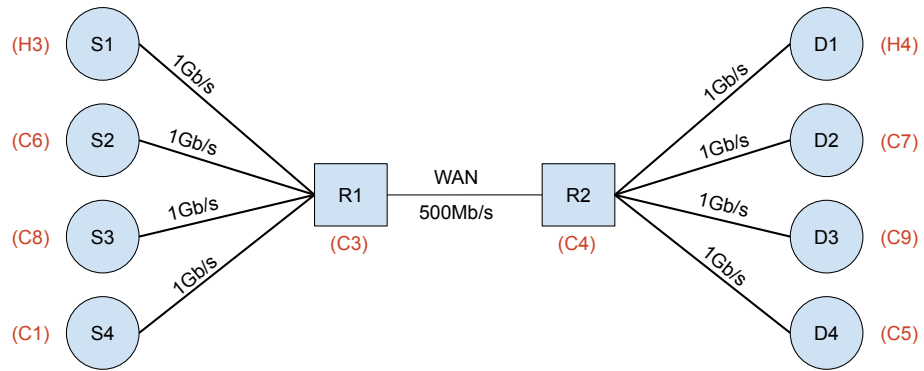 (H3) S1 1Gb/s 1Gb/s D1 (H4)
(C6) S2 1Gb/s 1Gb/s D2 (C7)
R1 WAN R2
500Mb/s
(C3) (C4)
(C8) S3 1Gb/s 1Gb/s D3 (C9)
(C1) S4 1Gb/s 1Gb/s D4 (C5)